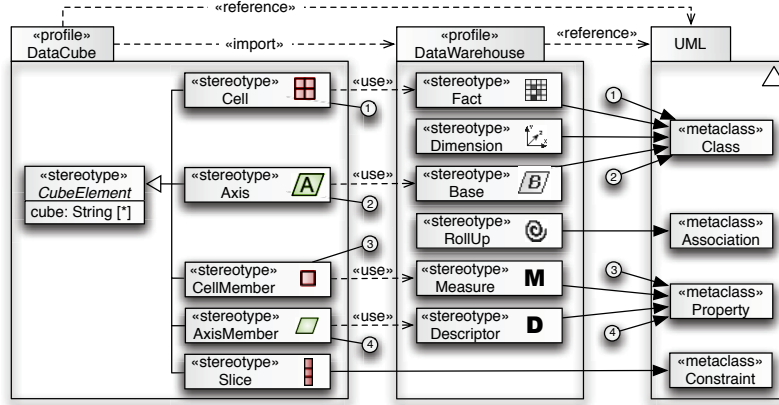 «reference»
«profile»
DataCube
«import»
«profile»
DataWarehouse
«reference»
UML
«stereotype»
Cell
1
«use»
«stereotype»
Fact
«stereotype»
Dimension
Y
Z
X
1
«metaclass»
Class
2
«stereotype»
CubeElement
cube: String [*]
«stereotype»
Axis
A
2
«use»
«stereotype»
Base
B
«stereotype»
RollUp
«metaclass»
Association
3
«stereotype»
CellMember
«use»
«stereotype»
Measure
M
3
«metaclass»
Property
4
«stereotype»
AxisMember
4
«use»
«stereotype»
Descriptor
D
«stereotype»
Slice
«metaclass»
Constraint